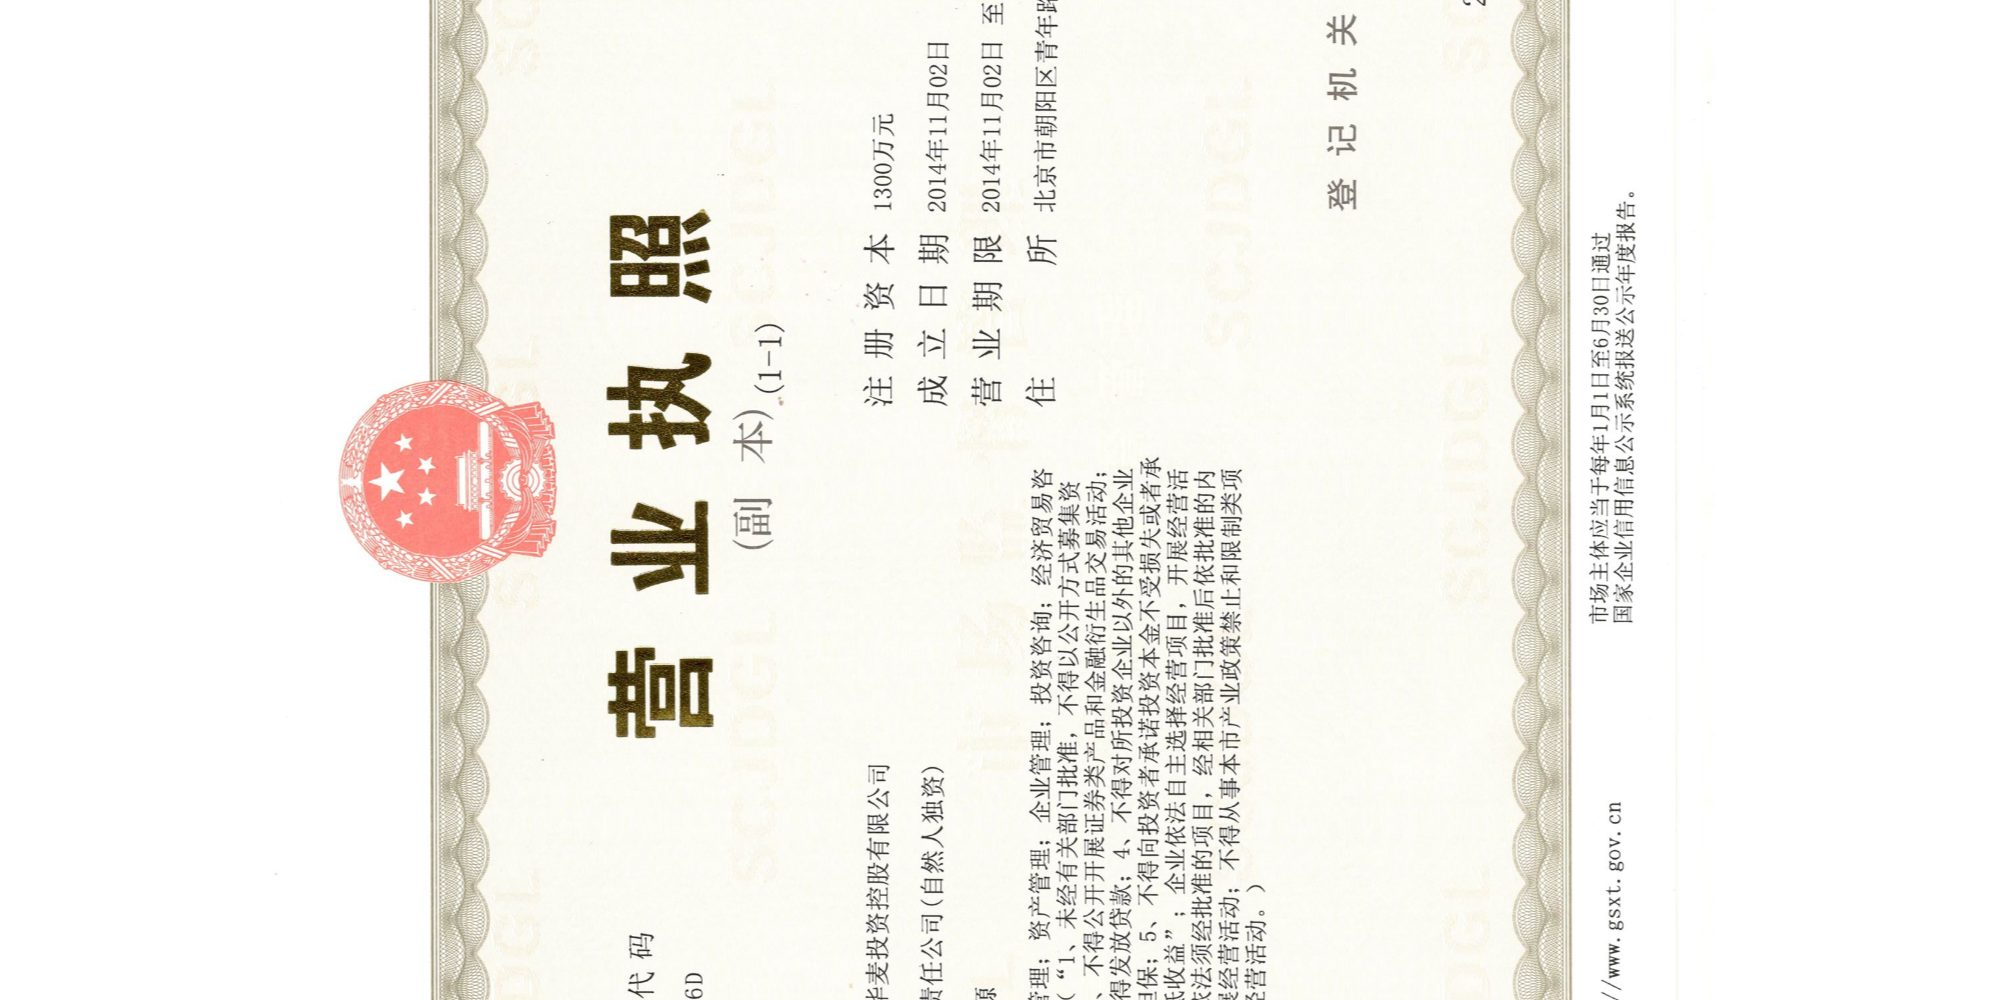 营业执照
(副 本) (1-1)
代码
6D
华麦投资控股有限公司
责任公司(自然人独资)
源
管理；资产管理；企业管理；投资咨询；经济贸易咨
(“1、未经有关部门批准，不得以公开方式募集资
、不得公开开展证券类产品和金融衍生品交易活动；
得发放贷款；4、不得对所投资企业以外的其他企业
担保；5、不得向投资者承诺投资本金不受损失或者承
低收益”；企业依法自主选择经营项目，开展经营活
依法须经批准的项目，经相关部门批准后依批准的内
展经营活动；不得从事本市产业政策禁止和限制类项
经营活动。)
注册资本 1300万元
成立日期 2014年11月02日
营业期限 2014年11月02日 至
住所 北京市朝阳区青年路
登记机关
2
//www.gsxt.gov.cn
市场主体应当于每年1月1日至6月30日通过
国家企业信用信息公示系统报送公示年度报告。
SCJDGL
SCJDGL
SCJDGL
SCJDGL
SCJDGL